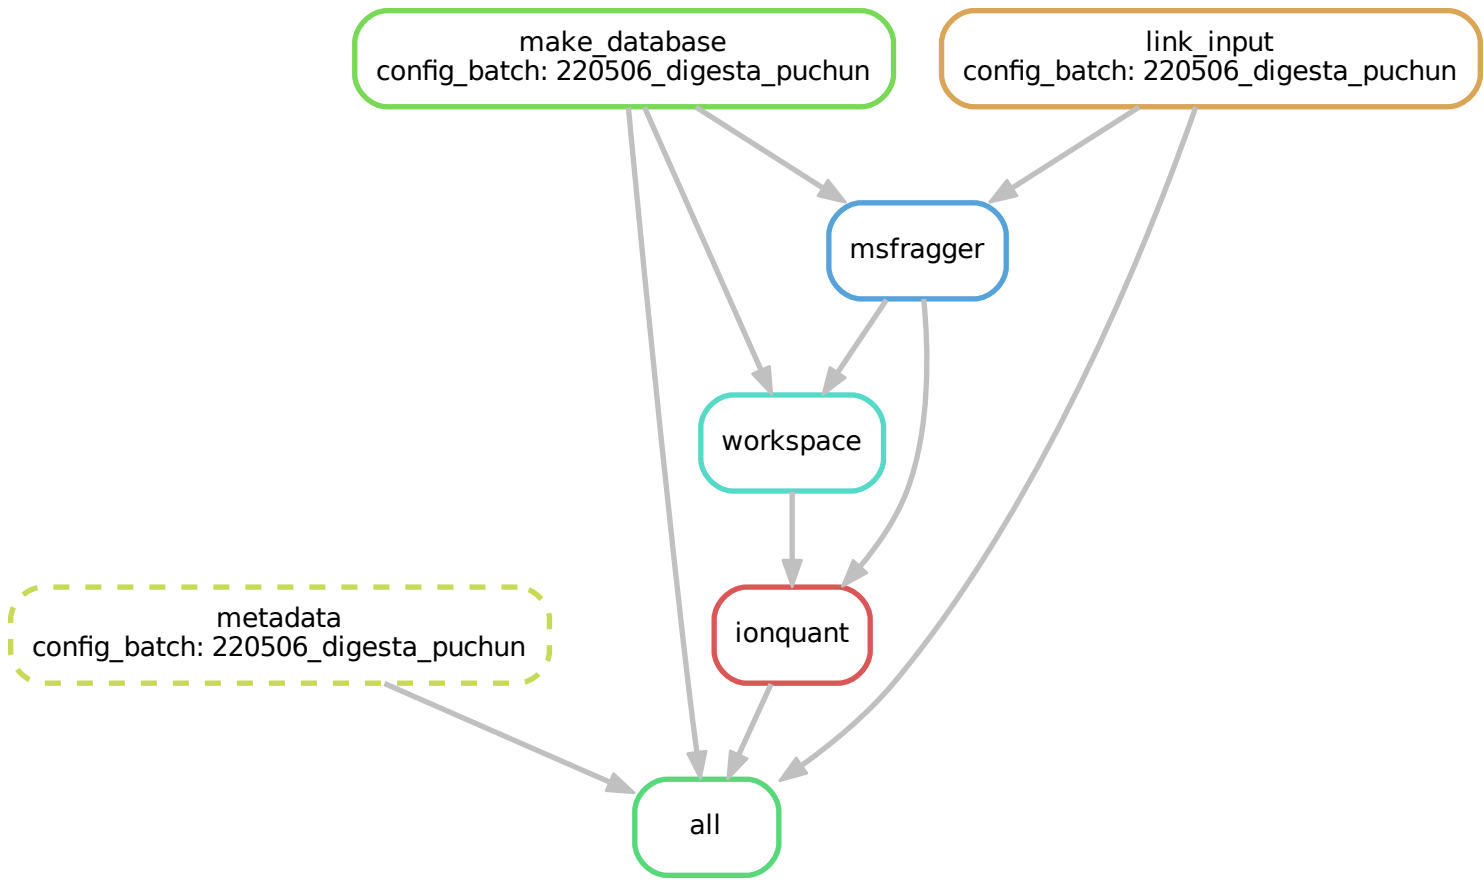 make_database
config_batch: 220506_digesta_puchun
link_input
config_batch: 220506_digesta_puchun
msfragger
workspace
metadata
config_batch: 220506_digesta_puchun
ionquant
all